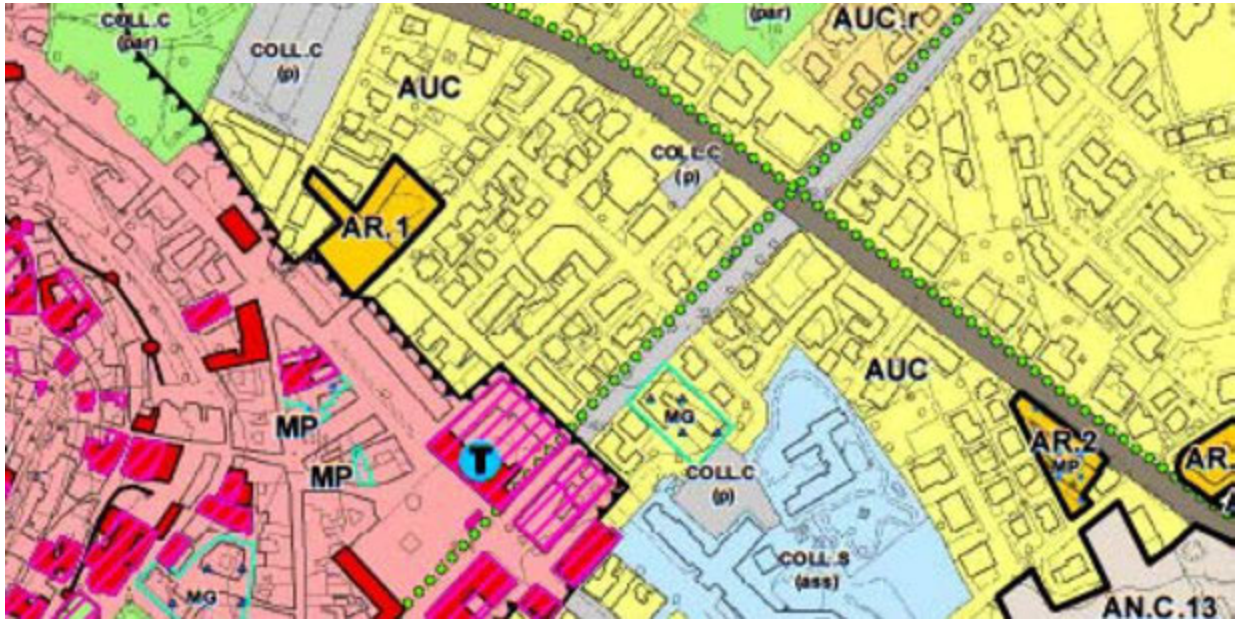 COLL.C
(par)
COLL.C
(p)
AUC
(par)
AUC.r
COLL.C
(p)
AR.1
AUC
MG
MP
MP
T
COLL.C
(p)
AR.2
MP
AR.
COLL.S
(ass)
MG
AN.C.13